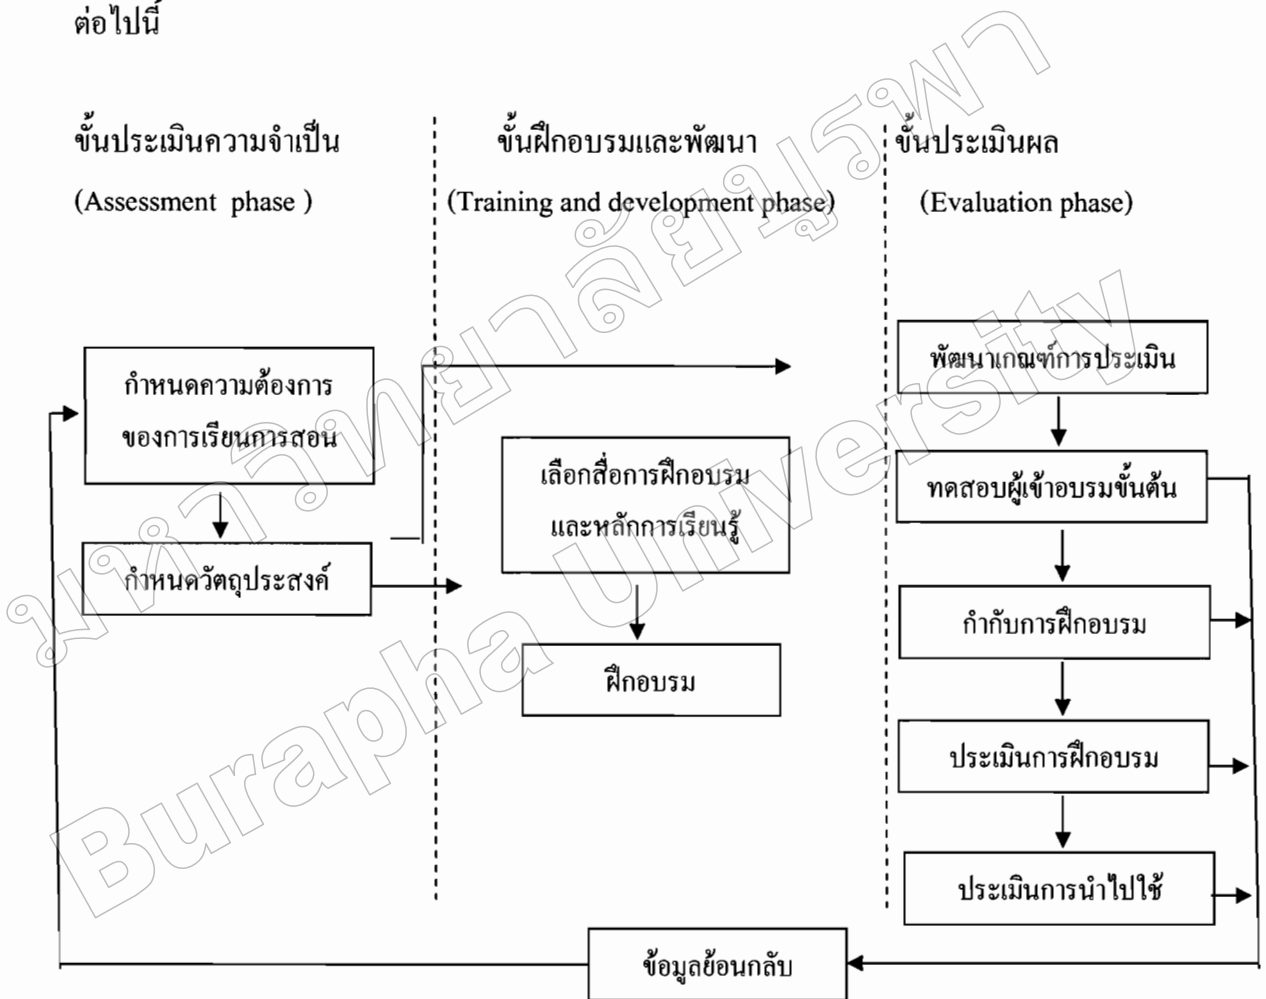 ต่อไปนี้
ขั้นประเมินความจำเป็น
(Assessment phase )
ขั้นฝึกอบรมและพัฒนา
(Training and development phase)
ขั้นประเมินผล
(Evaluation phase)
กำหนดความต้องการ
ของการเรียนการสอน
กำหนดวัตถุประสงค์
เลือกสื่อการฝึกอบรม
และหลักการเรียนรู้
ฝึกอบรม
พัฒนาเกณฑ์การประเมิน
ทดสอบผู้เข้าอบรมขั้นต้น
กำกับการฝึกอบรม
ประเมินการฝึกอบรม
ประเมินการนำไปใช้
ข้อมูลย้อนกลับ
มหาวิทยาลัยบูรพา
Burapha University